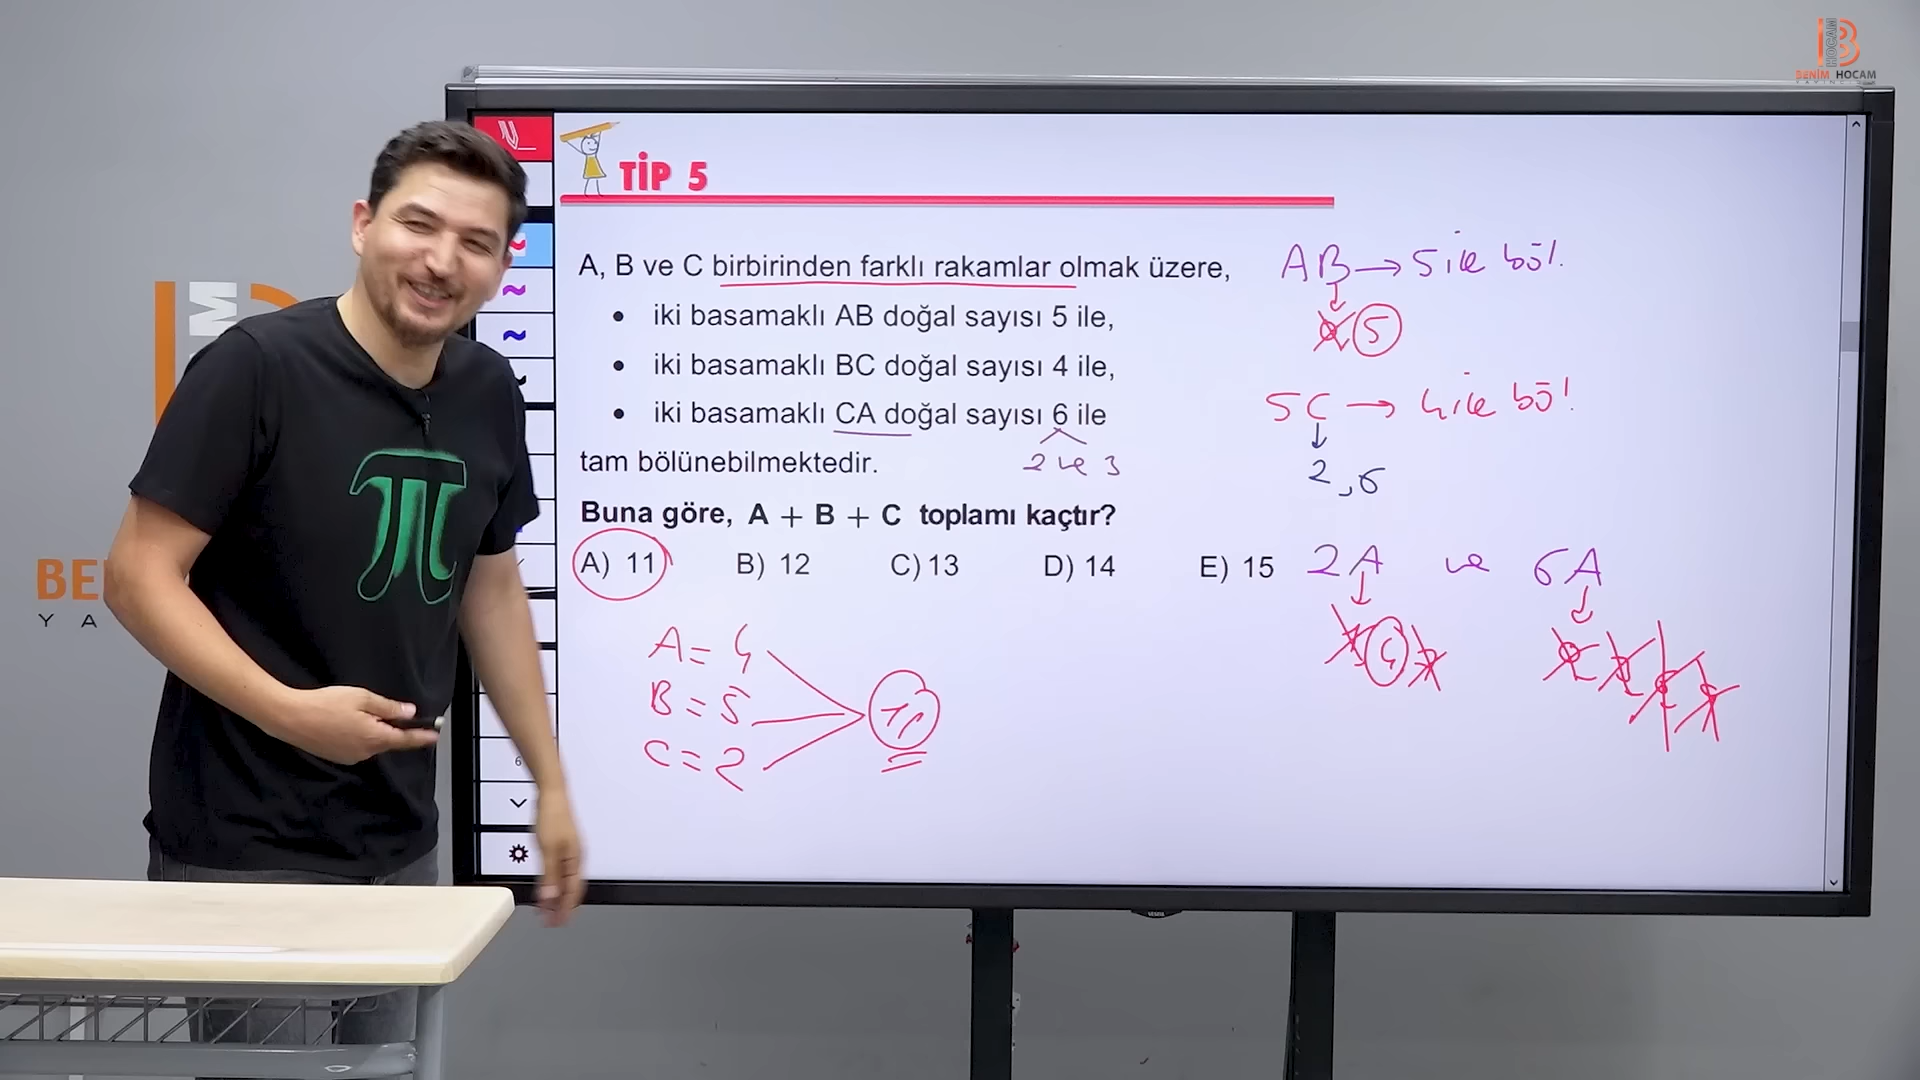 BENİM HOCAM
TİP 5
A, B ve C birbirinden farklı rakamlar olmak üzere,
• iki basamaklı AB doğal sayısı 5 ile,
• iki basamaklı BC doğal sayısı 4 ile,
• iki basamaklı CA doğal sayısı 6 ile
2 ve 3
tam bölünebilmektedir.
Buna göre, A + B + C toplamı kaçtır?
A) 11 B) 12 C) 13 D) 14 E) 15
A = 4
B = 5
C = 2
11
AB → 5 ile böl.
5
5C → 4 ile böl.
2, 6
2A ve 6A
4
BE
YA